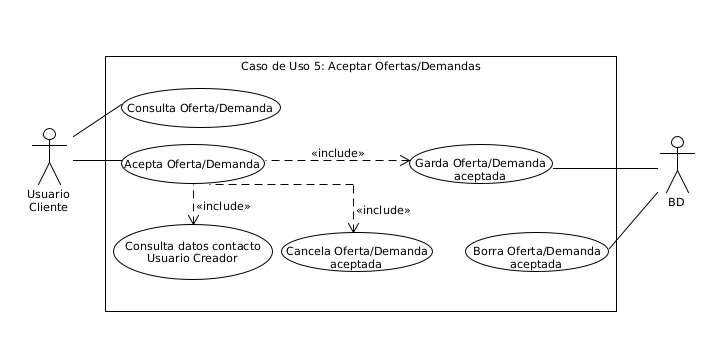 Caso de Uso 5: Aceptar Ofertas/Demandas
Consulta Oferta/Demanda
Acepta Oferta/Demanda
«include»
Garda Oferta/Demanda
aceptada
Usuario
Cliente
BD
«include»
«include»
Consulta datos contacto
Usuario Creador
Cancela Oferta/Demanda
aceptada
Borra Oferta/Demanda
aceptada